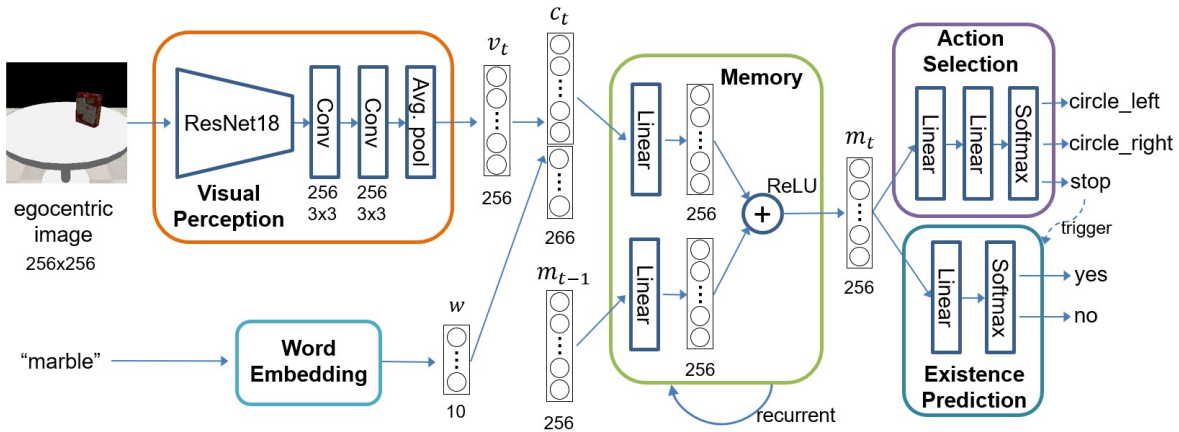 egocentric
image
256x256
"marble"
ResNet18
Conv
Conv
Avg. pool
256
3x3
256
3x3
Visual
Perception
Word
Embedding
v_t
256
w
10
c_t
266
m_{t-1}
256
Memory
Linear
256
Linear
256
ReLU
+
recurrent
m_t
256
Action
Selection
Linear
Linear
Softmax
circle_left
circle_right
stop
trigger
Linear
Softmax
yes
no
Existence
Prediction